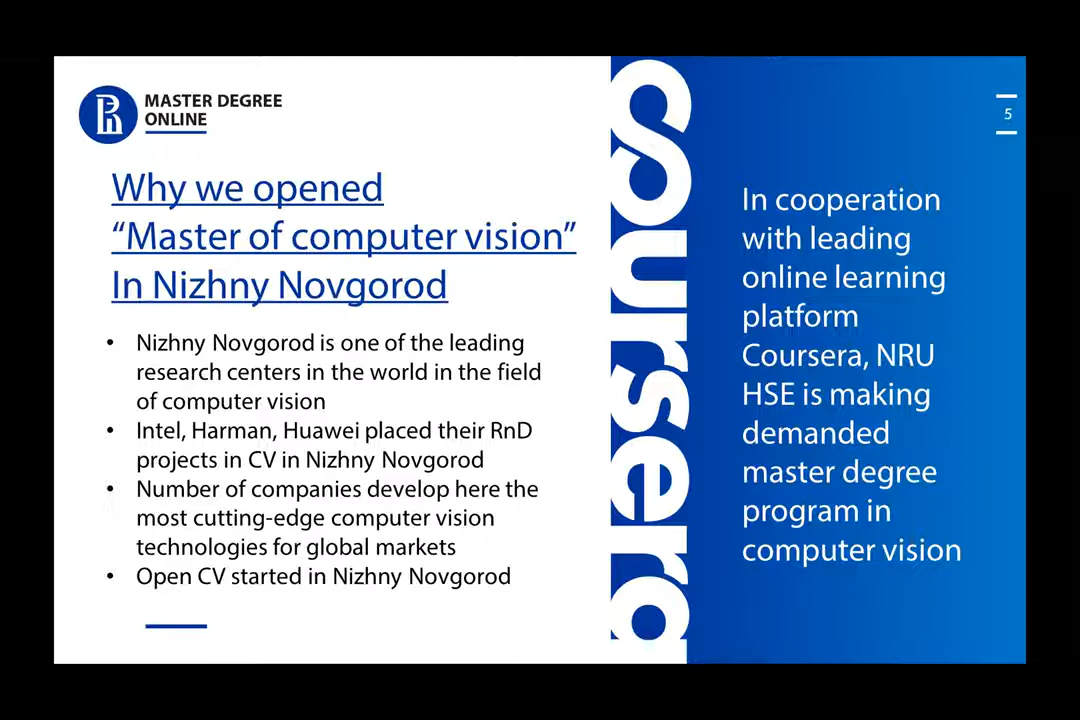 MASTER DEGREE
ONLINE
Why we opened
“Master of computer vision”
In Nizhny Novgorod
• Nizhny Novgorod is one of the leading
research centers in the world in the field
of computer vision
• Intel, Harman, Huawei placed their RnD
projects in CV in Nizhny Novgorod
• Number of companies develop here the
most cutting-edge computer vision
technologies for global markets
• Open CV started in Nizhny Novgorod
coursera
5
In cooperation
with leading
online learning
platform
Coursera, NRU
HSE is making
demanded
master degree
program in
computer vision